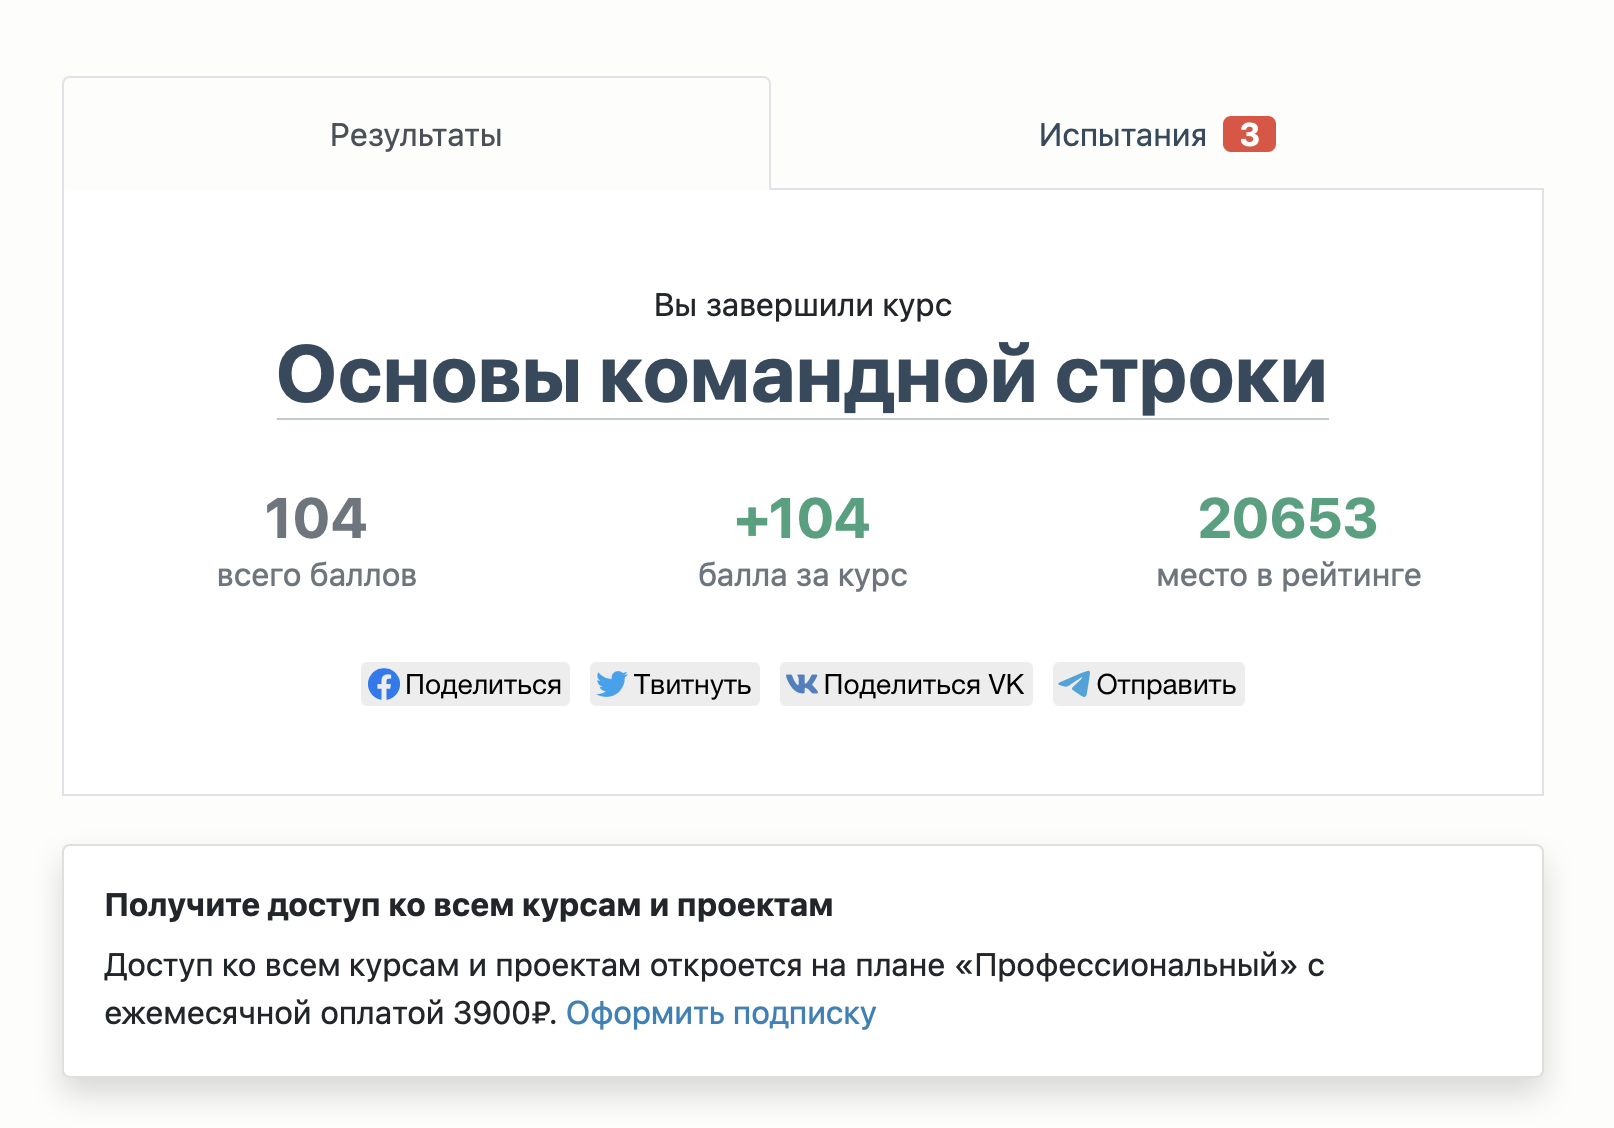 Результаты
Испытания 3
Вы завершили курс
Основы командной строки
104
+104
20653
всего баллов
балла за курс
место в рейтинге
Поделиться
Твитнуть
Поделиться VK
Отправить
Получите доступ ко всем курсам и проектам
Доступ ко всем курсам и проектам откроется на плане «Профессиональный» с
ежемесячной оплатой 3900₽. Оформить подписку